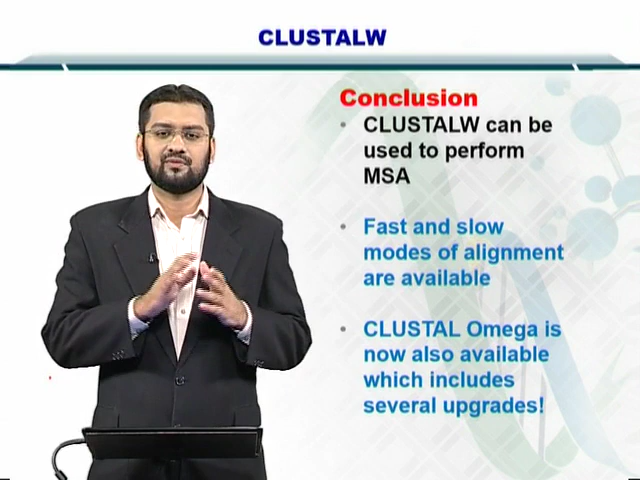 CLUSTALW
Conclusion
• CLUSTALW can be
used to perform
MSA
• Fast and slow
modes of alignment
are available
• CLUSTAL Omega is
now also available
which includes
several upgrades!